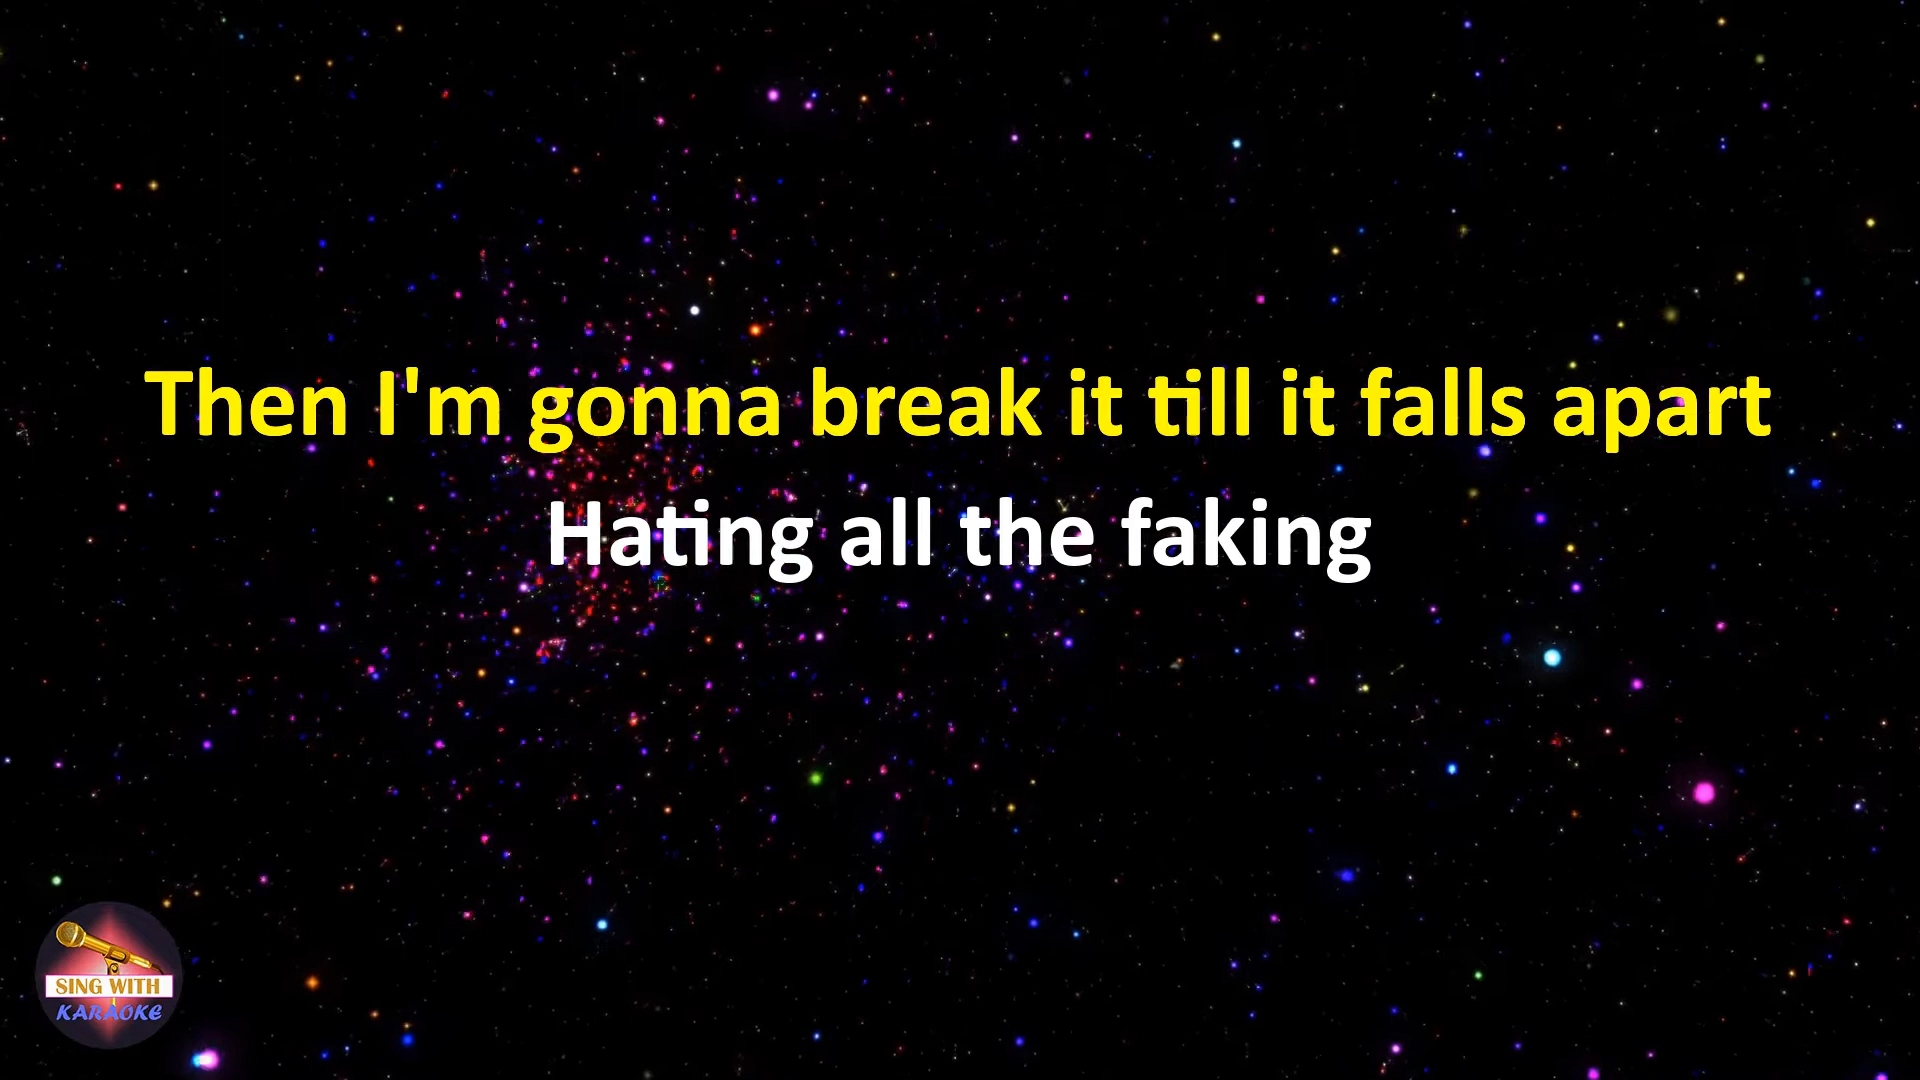 Then I'm gonna break it till it falls apart
Hating all the faking
SING WITH
KARAOKE